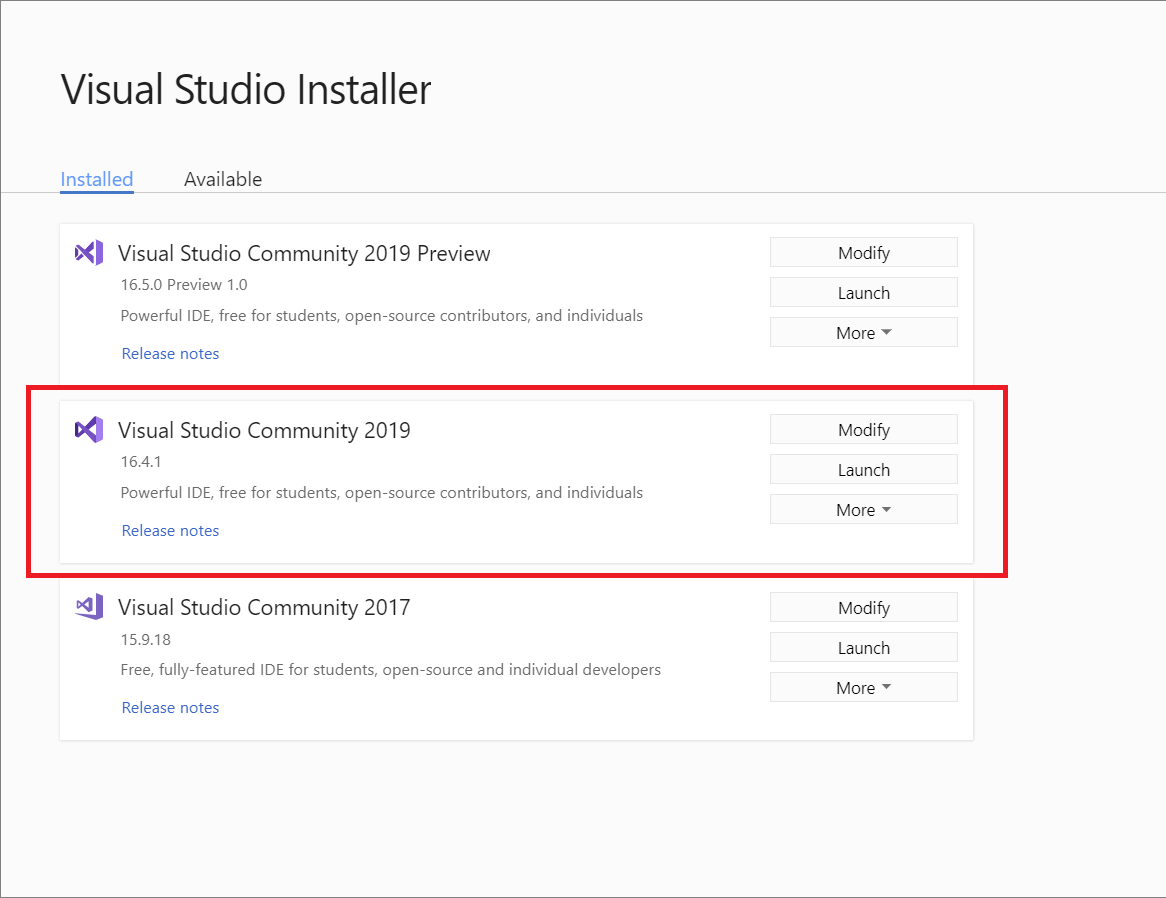 Visual Studio Installer
Installed Available
Visual Studio Community 2019 Preview
16.5.0 Preview 1.0
Powerful IDE, free for students, open-source contributors, and individuals
Release notes
Modify
Launch
More
Visual Studio Community 2019
16.4.1
Powerful IDE, free for students, open-source contributors, and individuals
Release notes
Modify
Launch
More
Visual Studio Community 2017
15.9.18
Free, fully-featured IDE for students, open-source and individual developers
Release notes
Modify
Launch
More